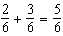 2/6 + 3/6 = 5/6